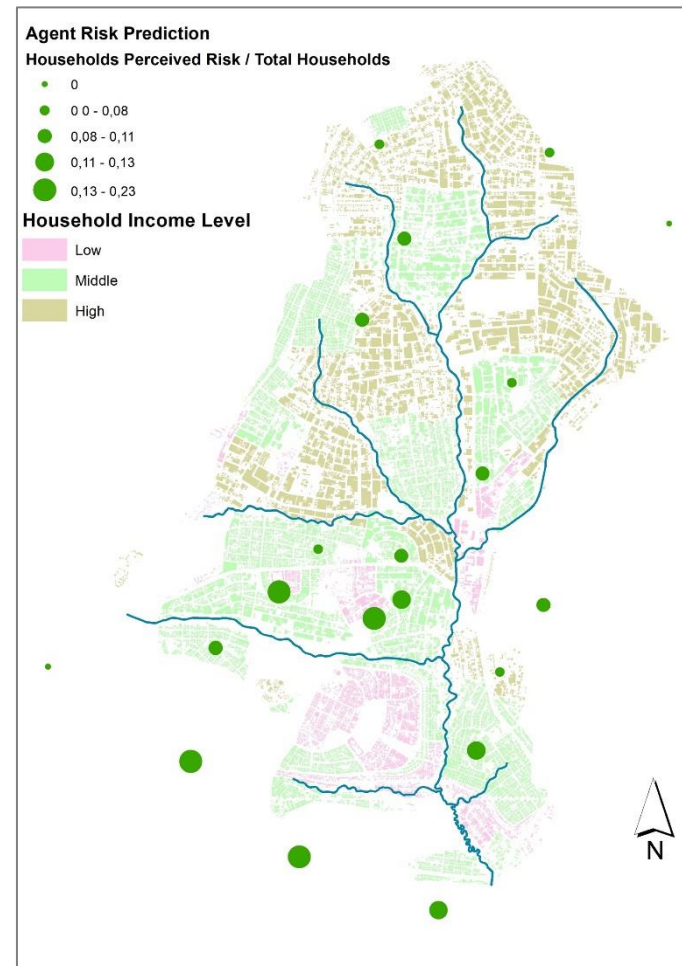 Agent Risk Prediction
Households Perceived Risk / Total Households
0
0 0 - 0,08
0,08 - 0,11
0,11 - 0,13
0,13 - 0,23
Household Income Level
Low
Middle
High
N